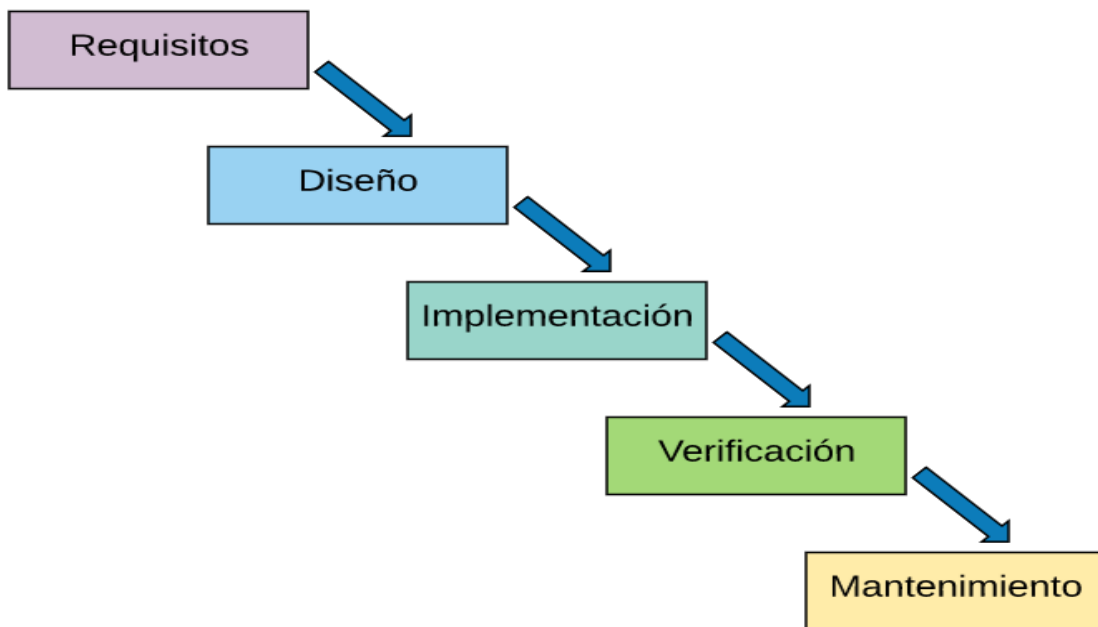 Requisitos
Diseño
Implementación
Verificación
Mantenimiento